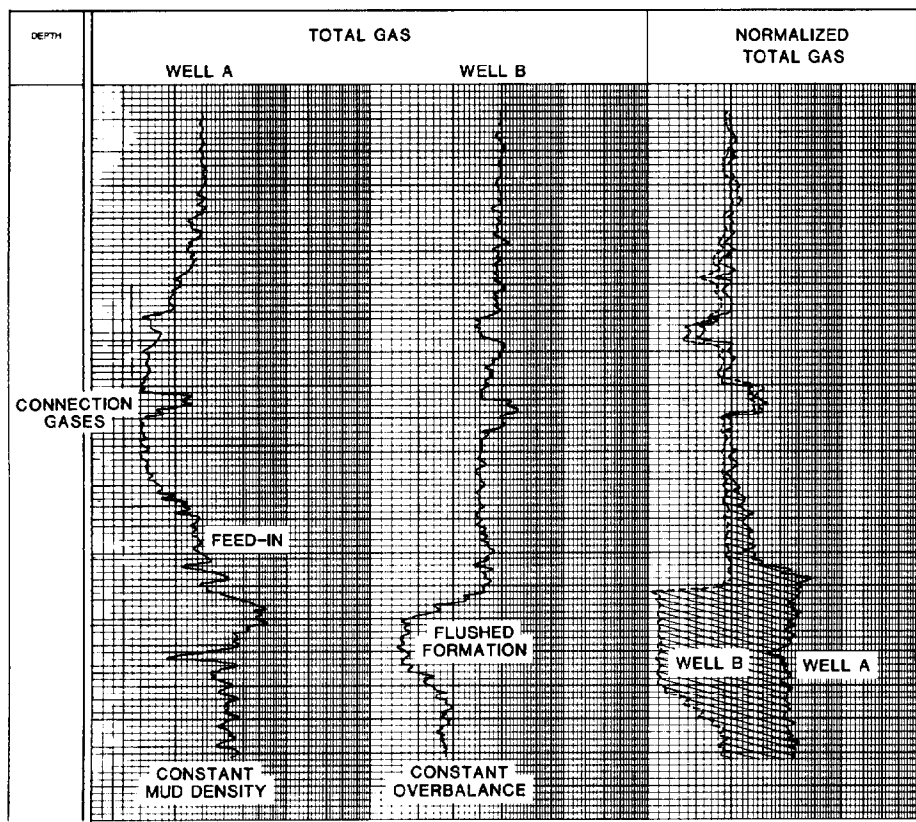 DEPTH
TOTAL GAS
NORMALIZED
TOTAL GAS
WELL A
WELL B
CONNECTION
GASES
FEED-IN
FLUSHED
FORMATION
WELL B
WELL A
CONSTANT
MUD DENSITY
CONSTANT
OVERBALANCE